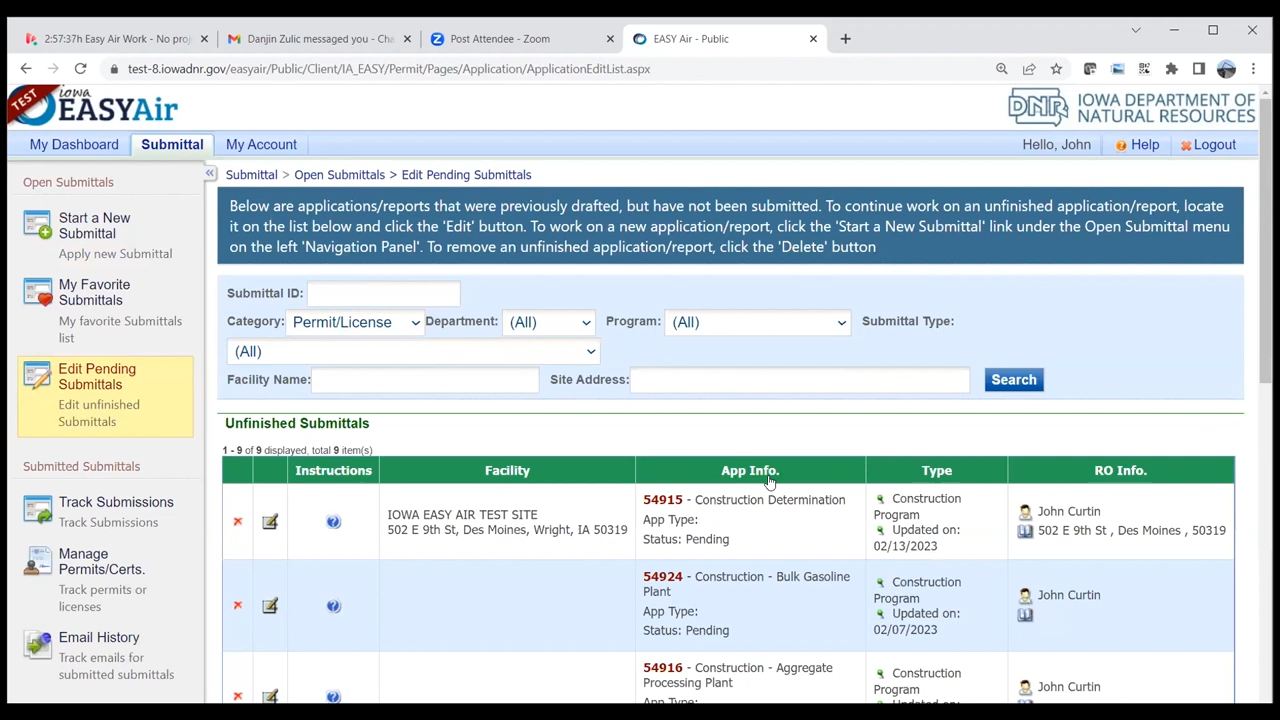 2:57:37h Easy Air Work - No proj
Danjin Zulic messaged you - Cha
Post Attendee - Zoom
EASY Air - Public
test-8.iowadnr.gov/easyair/Public/Client/IA_EASY/Permit/Pages/Application/ApplicationEditList.aspx
TEST
iowa
EASYAir
DNR IOWA DEPARTMENT OF
NATURAL RESOURCES
My Dashboard Submittal My Account Hello, John Help Logout
Open Submittals
Start a New
Submittal
Apply new Submittal
My Favorite
Submittals
My favorite Submittals
list
Edit Pending
Submittals
Edit unfinished
Submittals
Submitted Submittals
Track Submissions
Track Submissions
Manage
Permits/Certs.
Track permits or
licenses
Email History
Track emails for
submitted submittals
Submittal > Open Submittals > Edit Pending Submittals
Below are applications/reports that were previously drafted, but have not been submitted. To continue work on an unfinished application/report, locate
it on the list below and click the 'Edit' button. To work on a new application/report, click the 'Start a New Submittal' link under the Open Submittal menu
on the left 'Navigation Panel'. To remove an unfinished application/report, click the 'Delete' button
Submittal ID:
Category: Permit/License Department: (All) Program: (All) Submittal Type:
(All)
Facility Name: Site Address: Search
Unfinished Submittals
1 - 9 of 9 displayed, total 9 item(s)
Instructions Facility App Info. Type RO Info.
IOWA EASY AIR TEST SITE
502 E 9th St, Des Moines, Wright, IA 50319
54915 - Construction Determination
App Type:
Status: Pending
Construction
Program
Updated on:
02/13/2023
John Curtin
502 E 9th St , Des Moines , 50319
54924 - Construction - Bulk Gasoline
Plant
App Type:
Status: Pending
Construction
Program
Updated on:
02/07/2023
John Curtin
54916 - Construction - Aggregate
Processing Plant
App Type:
Construction
Program
Updated on:
John Curtin